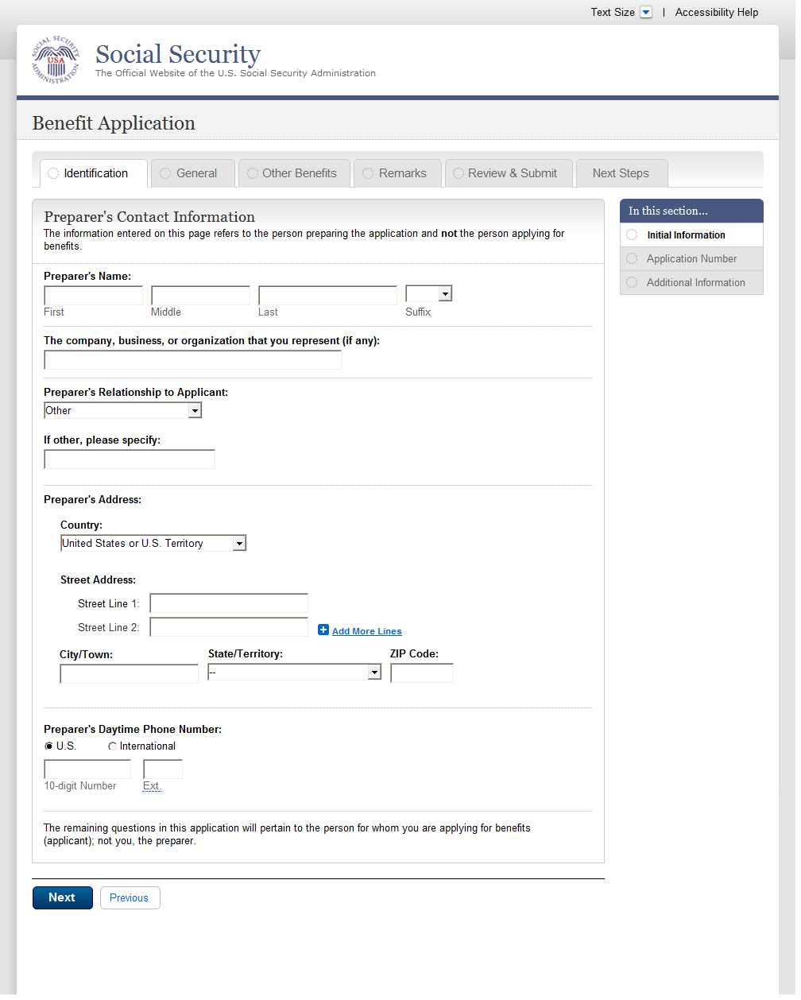 Text Size | Accessibility Help
SOCIAL SECURITY ADMINISTRATION
USA
Social Security
The Official Website of the U.S. Social Security Administration
Benefit Application
Identification General Other Benefits Remarks Review & Submit Next Steps
Preparer's Contact Information
The information entered on this page refers to the person preparing the application and not the person applying for
benefits.
Preparer's Name:
First Middle Last Suffix
The company, business, or organization that you represent (if any):
Preparer's Relationship to Applicant:
Other
If other, please specify:
Preparer's Address:
Country:
United States or U.S. Territory
Street Address:
Street Line 1:
Street Line 2: Add More Lines
City/Town: State/Territory: ZIP Code:
--
Preparer's Daytime Phone Number:
U.S. International
10-digit Number Ext.
The remaining questions in this application will pertain to the person for whom you are applying for benefits
(applicant); not you, the preparer.
Next Previous
In this section...
Initial Information
Application Number
Additional Information